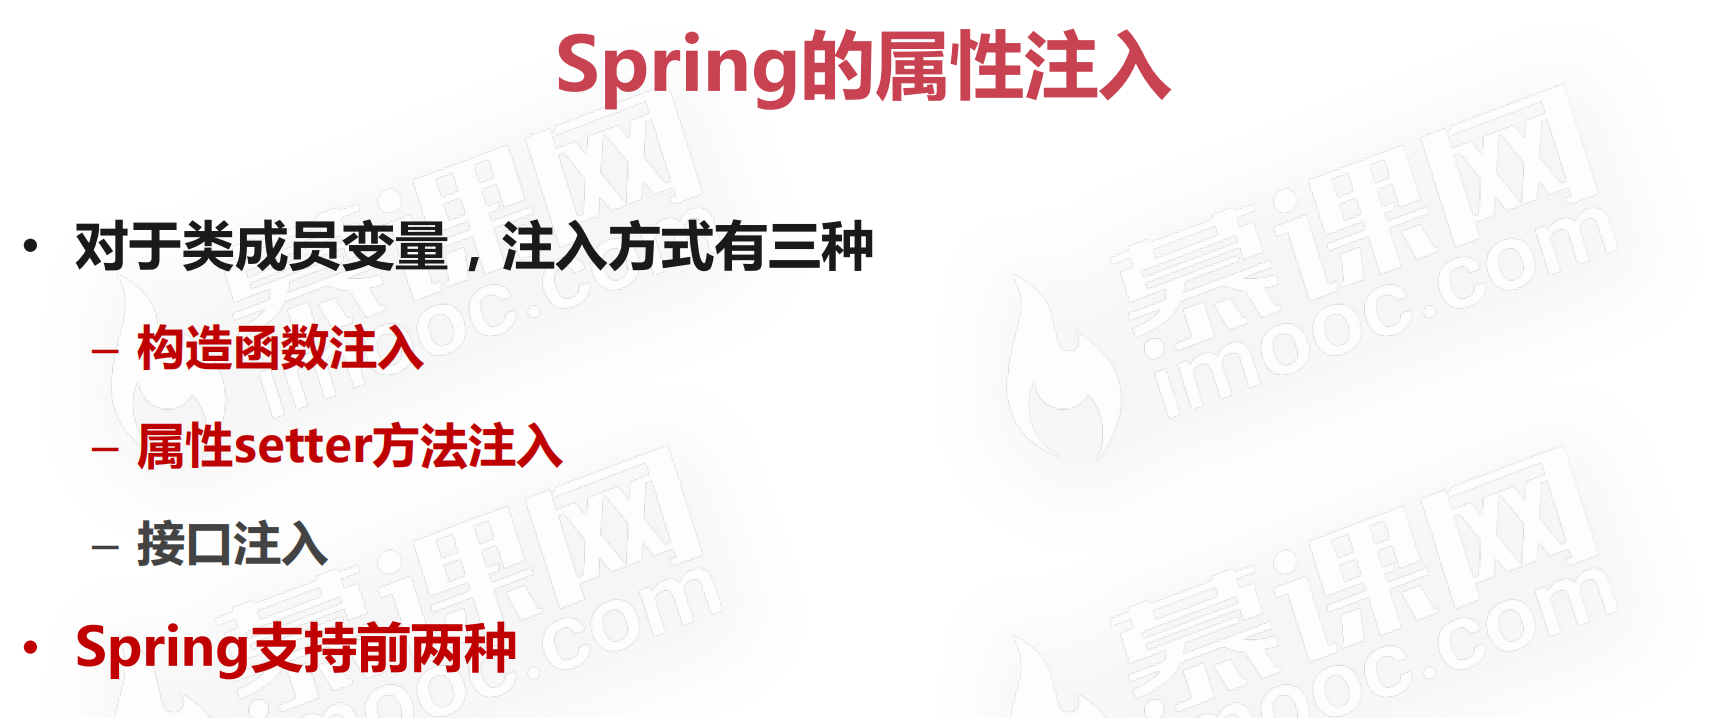 Spring的属性注入
• 对于类成员变量，注入方式有三种
– 构造函数注入
– 属性setter方法注入
– 接口注入
• Spring支持前两种
慕课网
imooc.com
慕课网
imooc.com
慕课网
imooc.com
慕课网
imooc.com